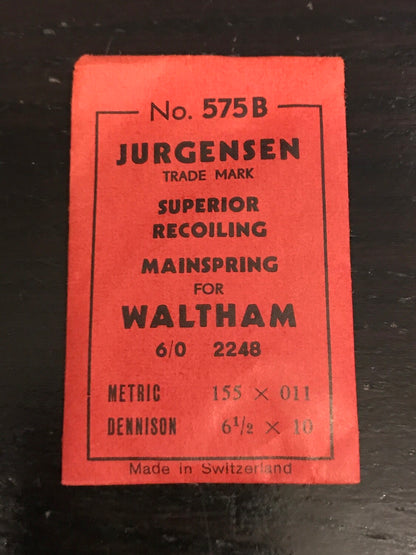 No. 575B
JURGENSEN
TRADE MARK
SUPERIOR
RECOILING
MAINSPRING
FOR
WALTHAM
6/0 2248
METRIC 155 × 011
DENNISON 6½ × 10
Made in Switzerland